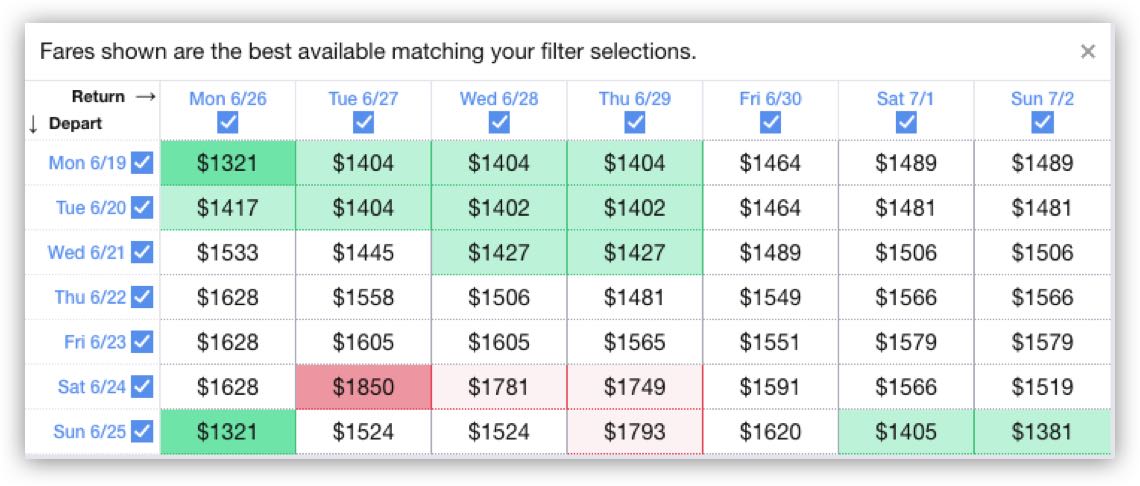 Fares shown are the best available matching your filter selections. ×
Return → Mon 6/26 Tue 6/27 Wed 6/28 Thu 6/29 Fri 6/30 Sat 7/1 Sun 7/2
↓ Depart
Mon 6/19 $1321 $1404 $1404 $1404 $1464 $1489 $1489
Tue 6/20 $1417 $1404 $1402 $1402 $1464 $1481 $1481
Wed 6/21 $1533 $1445 $1427 $1427 $1489 $1506 $1506
Thu 6/22 $1628 $1558 $1506 $1481 $1549 $1566 $1566
Fri 6/23 $1628 $1605 $1605 $1565 $1551 $1579 $1579
Sat 6/24 $1628 $1850 $1781 $1749 $1591 $1566 $1519
Sun 6/25 $1321 $1524 $1524 $1793 $1620 $1405 $1381